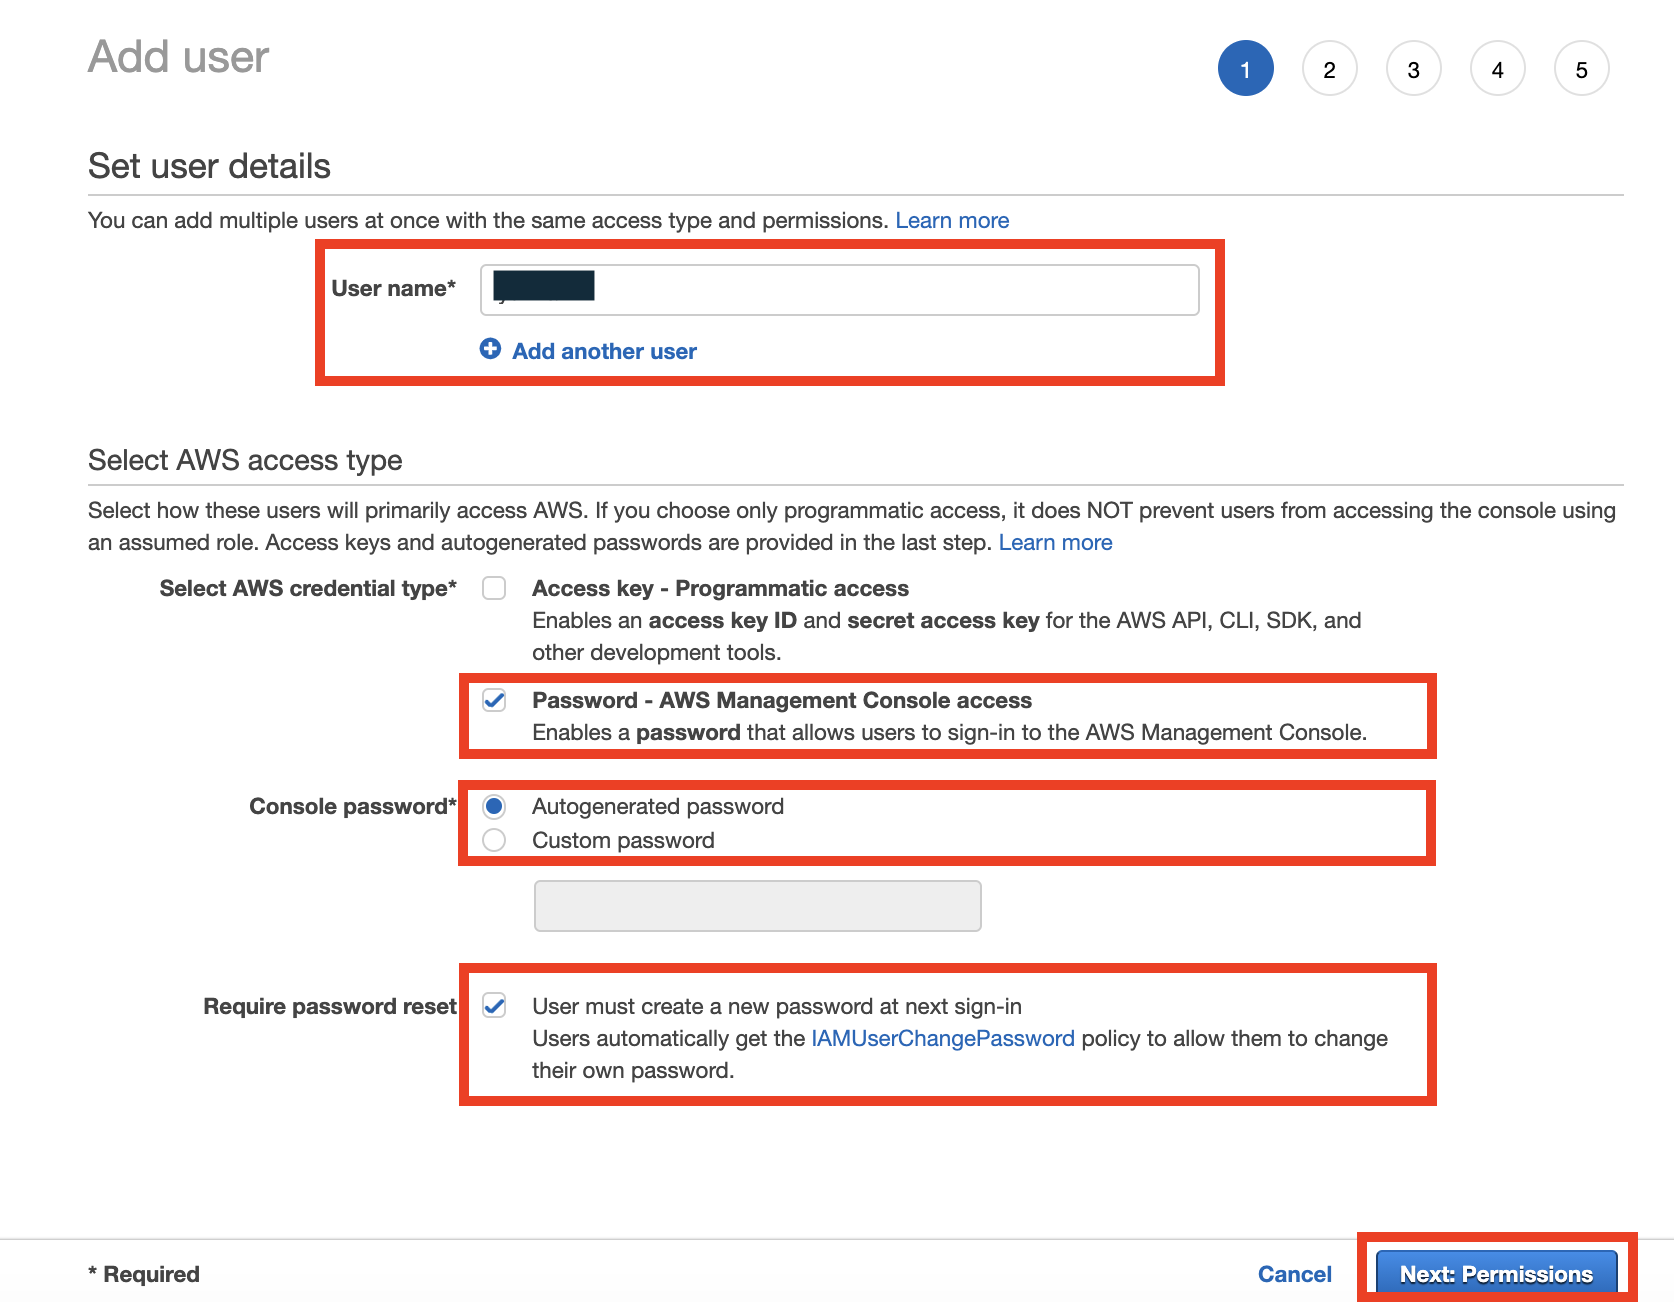 Add user
1 2 3 4 5
Set user details
You can add multiple users at once with the same access type and permissions. Learn more
User name*
Add another user
Select AWS access type
Select how these users will primarily access AWS. If you choose only programmatic access, it does NOT prevent users from accessing the console using
an assumed role. Access keys and autogenerated passwords are provided in the last step. Learn more
Select AWS credential type* Access key - Programmatic access
Enables an access key ID and secret access key for the AWS API, CLI, SDK, and
other development tools.
Password - AWS Management Console access
Enables a password that allows users to sign-in to the AWS Management Console.
Console password* Autogenerated password
Custom password
Require password reset User must create a new password at next sign-in
Users automatically get the IAMUserChangePassword policy to allow them to change
their own password.
* Required Cancel Next: Permissions